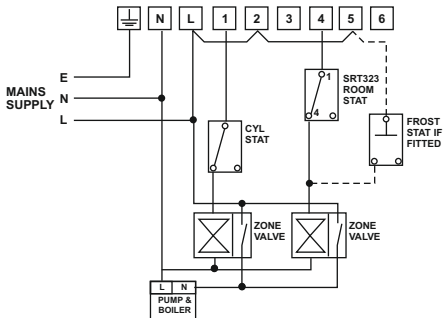 N L 1 2 3 4 5 6
E
MAINS
SUPPLY
N
L
1
4
SRT323
ROOM
STAT
CYL
STAT
FROST
STAT IF
FITTED
ZONE
VALVE
ZONE
VALVE
L N
PUMP &
BOILER